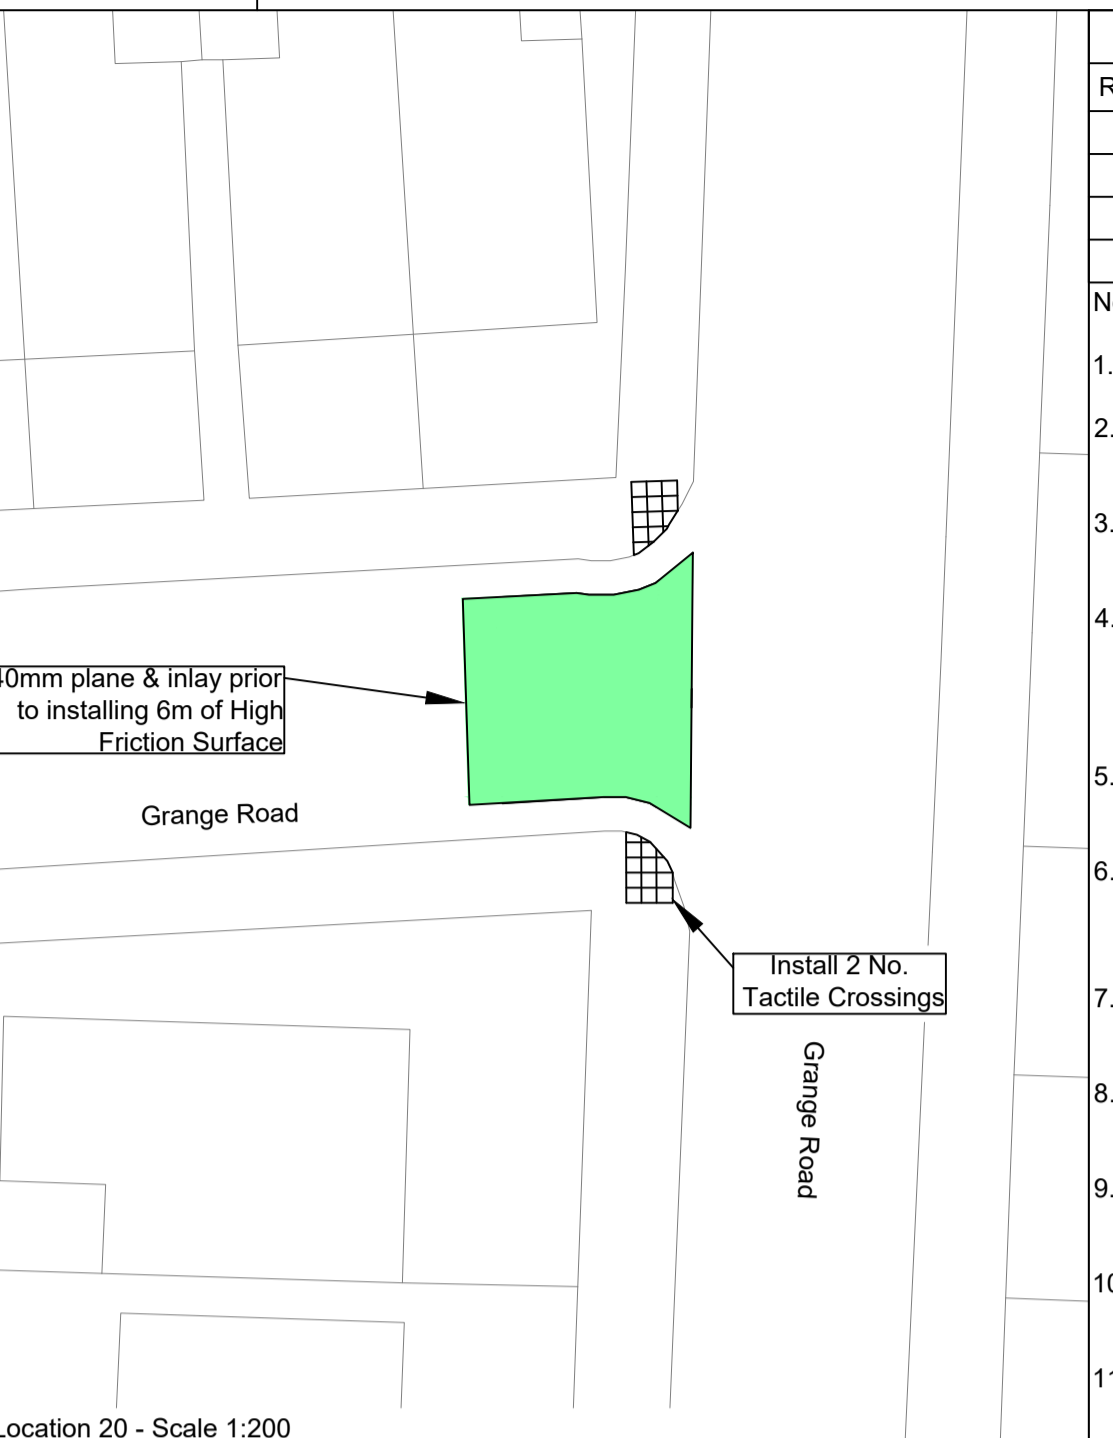 40mm plane & inlay prior
to installing 6m of High
Friction Surface
Grange Road
Install 2 No.
Tactile Crossings
Grange Road
Location 20 - Scale 1:200
R
N
1.
2.
3.
4.
5.
6.
7.
8.
9.
10
11